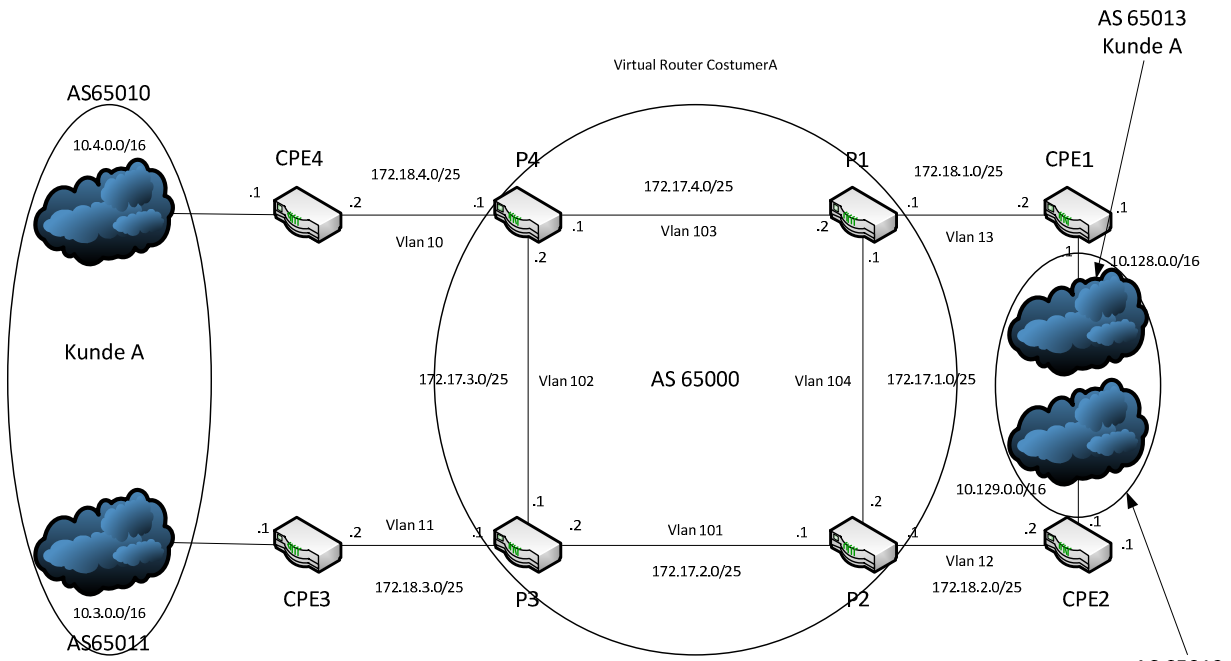 AS 65013
Kunde A
Virtual Router CostumerA
AS65010
10.4.0.0/16
CPE4
P4
P1
CPE1
172.18.4.0/25
172.17.4.0/25
172.18.1.0/25
.1
.2
.1
.1
.2
.1
.2
.1
Vlan 10
Vlan 103
Vlan 13
.2
.1
.1
10.128.0.0/16
Kunde A
172.17.3.0/25
Vlan 102
AS 65000
Vlan 104
172.17.1.0/25
10.129.0.0/16
.1
.2
.1
.2
Vlan 11
.1
.2
Vlan 101
.1
.1
.2
.1
.1
Vlan 12
172.18.3.0/25
172.17.2.0/25
172.18.2.0/25
10.3.0.0/16
CPE3
P3
P2
CPE2
AS65011